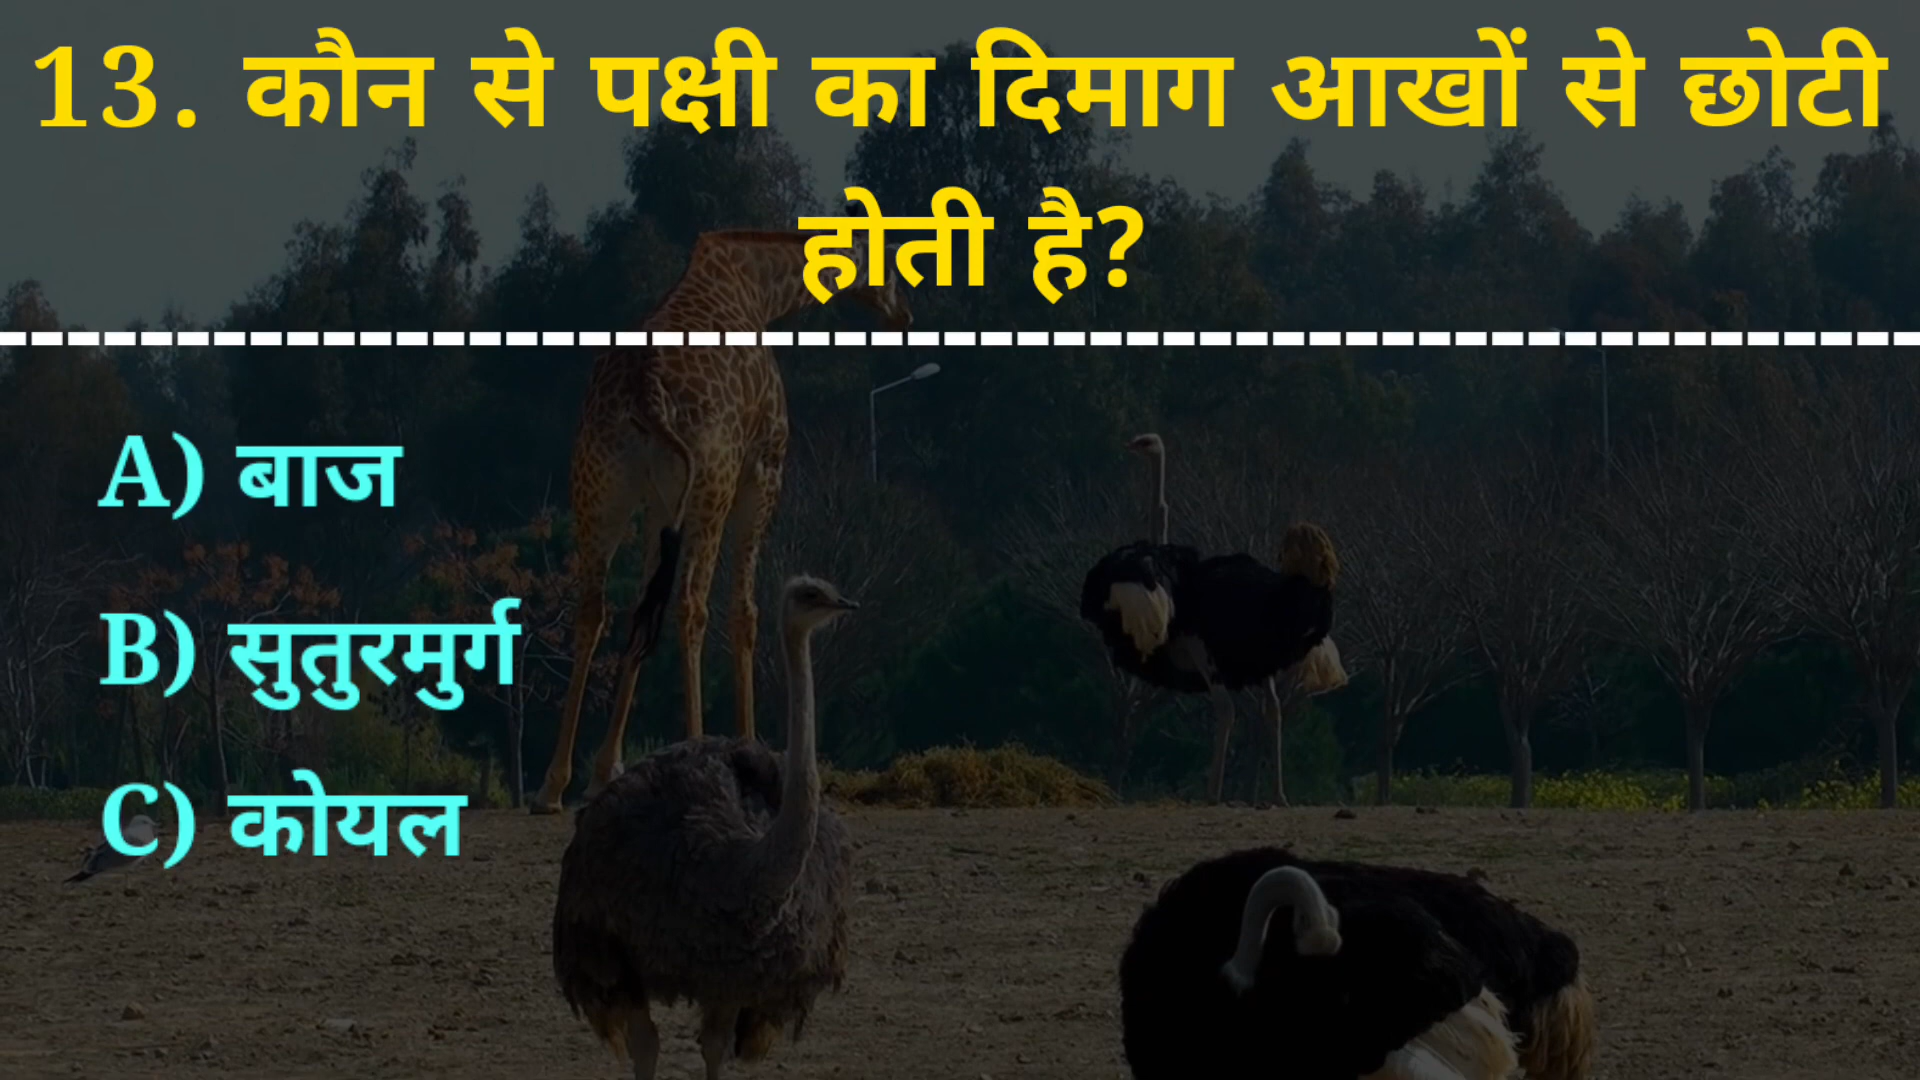 13. कौन से पक्षी का दिमाग आखों से छोटी
होती है?
A) बाज
B) सुतुरमुर्ग
C) कोयल